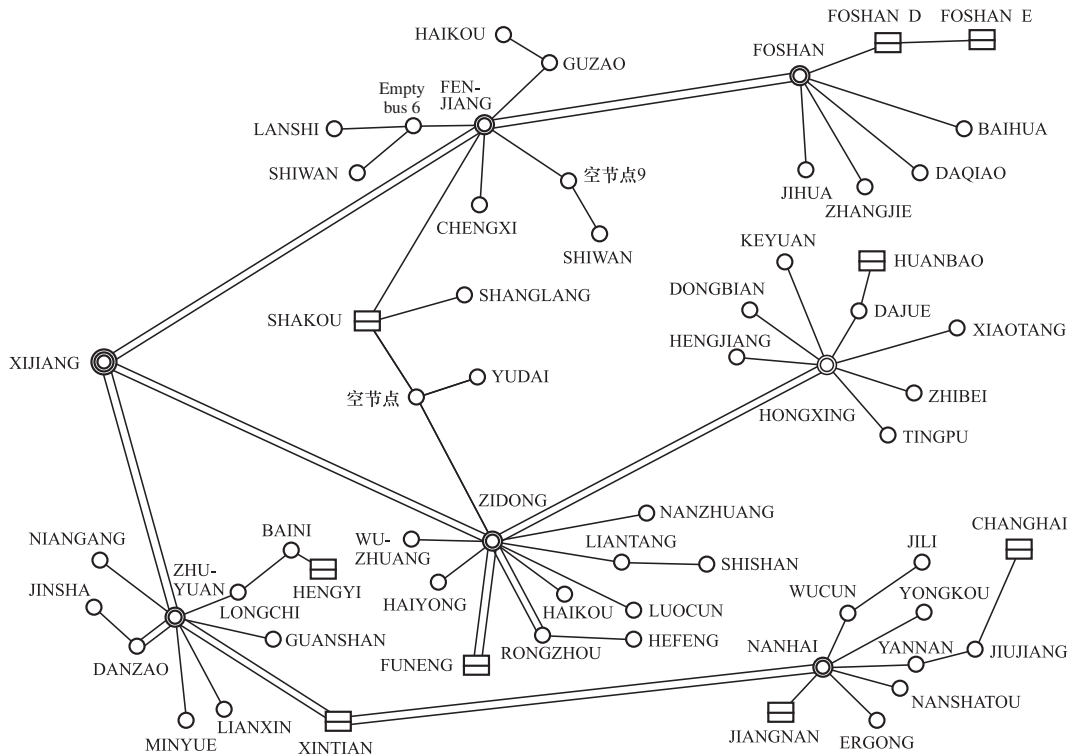 FOSHAN D
FOSHAN E
HAIKOU
FOSHAN
GUZAO
Empty
bus 6
FEN-
JIANG
LANSHI
BAIHUA
SHIWAN
空节点9
DAQIAO
JIHUA
ZHANGJIE
CHENGXI
SHIWAN
KEYUAN
HUANBAO
DONGBIAN
SHANGLANG
DAJUE
SHAKOU
XIAOTANG
HENGJIANG
XIJIANG
YUDAI
空节点
ZHIBEI
HONGXING
TINGPU
ZIDONG
NANZHUANG
CHANGHAI
BAINI
WU-
ZHUANG
LIANTANG
NIANGANG
JILI
SHISHAN
ZHU-
YUAN
HENGYI
WUCUN
JINSHA
HAIYONG
YONGKOU
LONGCHI
HAIKOU
LUOCUN
GUANSHAN
HEFENG
RONGZHOU
NANHAI
YANNAN
JIUJIANG
DANZAO
FUNENG
NANSHATOU
LIANXIN
JIANGNAN
ERGONG
MINYUE
XINTIAN